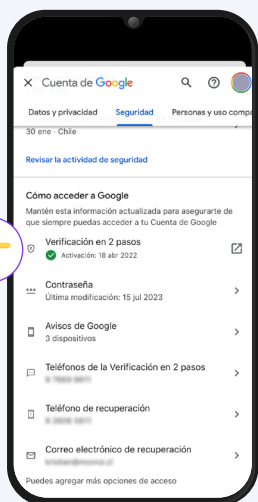 Cuenta de Google
Datos y privacidad Seguridad Personas y uso compa
30 ene · Chile
Revisar la actividad de seguridad
Cómo acceder a Google
Mantén esta información actualizada para asegurarte de
que siempre puedas acceder a tu Cuenta de Google
Verificación en 2 pasos
Activación: 18 abr 2022
Contraseña
Última modificación: 15 jul 2023
Avisos de Google
3 dispositivos
Teléfonos de la Verificación en 2 pasos
Teléfono de recuperación
Correo electrónico de recuperación
Puedes agregar más opciones de acceso